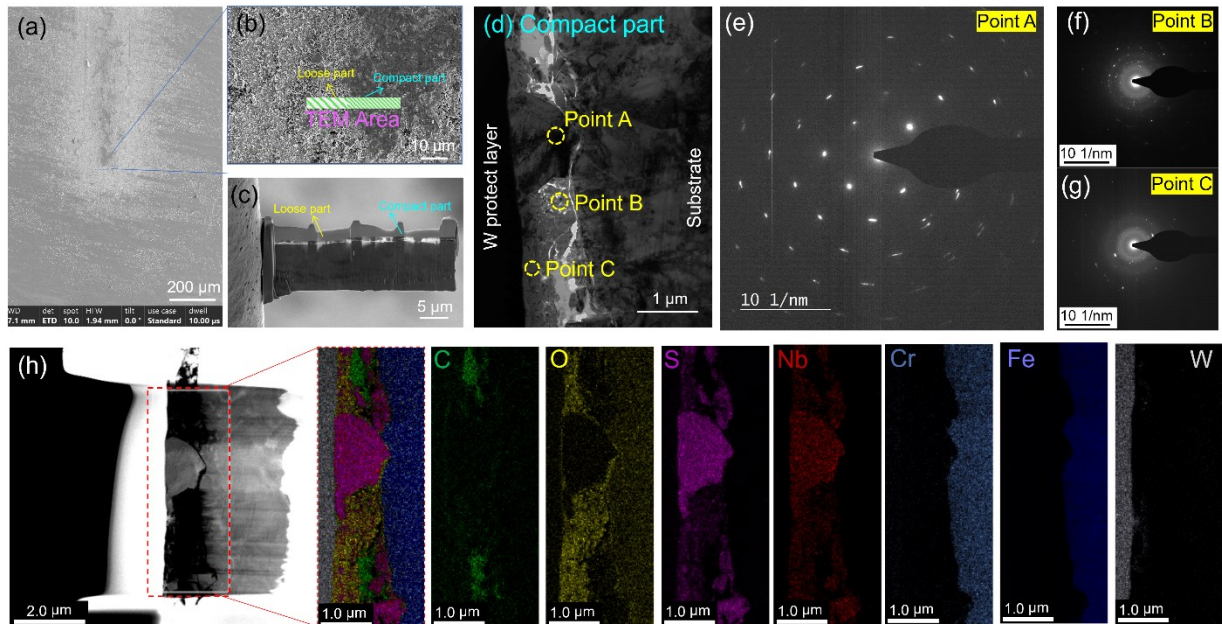 (a)
200 μm
WD det spot HFW tilt use case dwell
7.1 mm ETD 10.0 1.94 mm 0.0 ° Standard 10.00 μs
(b)
Loose part
Compact part
TEM Area
10 μm
(c)
Loose part
Compact part
5 μm
(d) Compact part
W protect layer
Point A
Point B
Point C
Substrate
1 μm
(e)
Point A
10 1/nm
(f)
Point B
10 1/nm
(g)
Point C
10 1/nm
(h)
2.0 μm
1.0 μm
C
1.0 μm
O
1.0 μm
S
1.0 μm
Nb
1.0 μm
Cr
1.0 μm
Fe
1.0 μm
W
1.0 μm